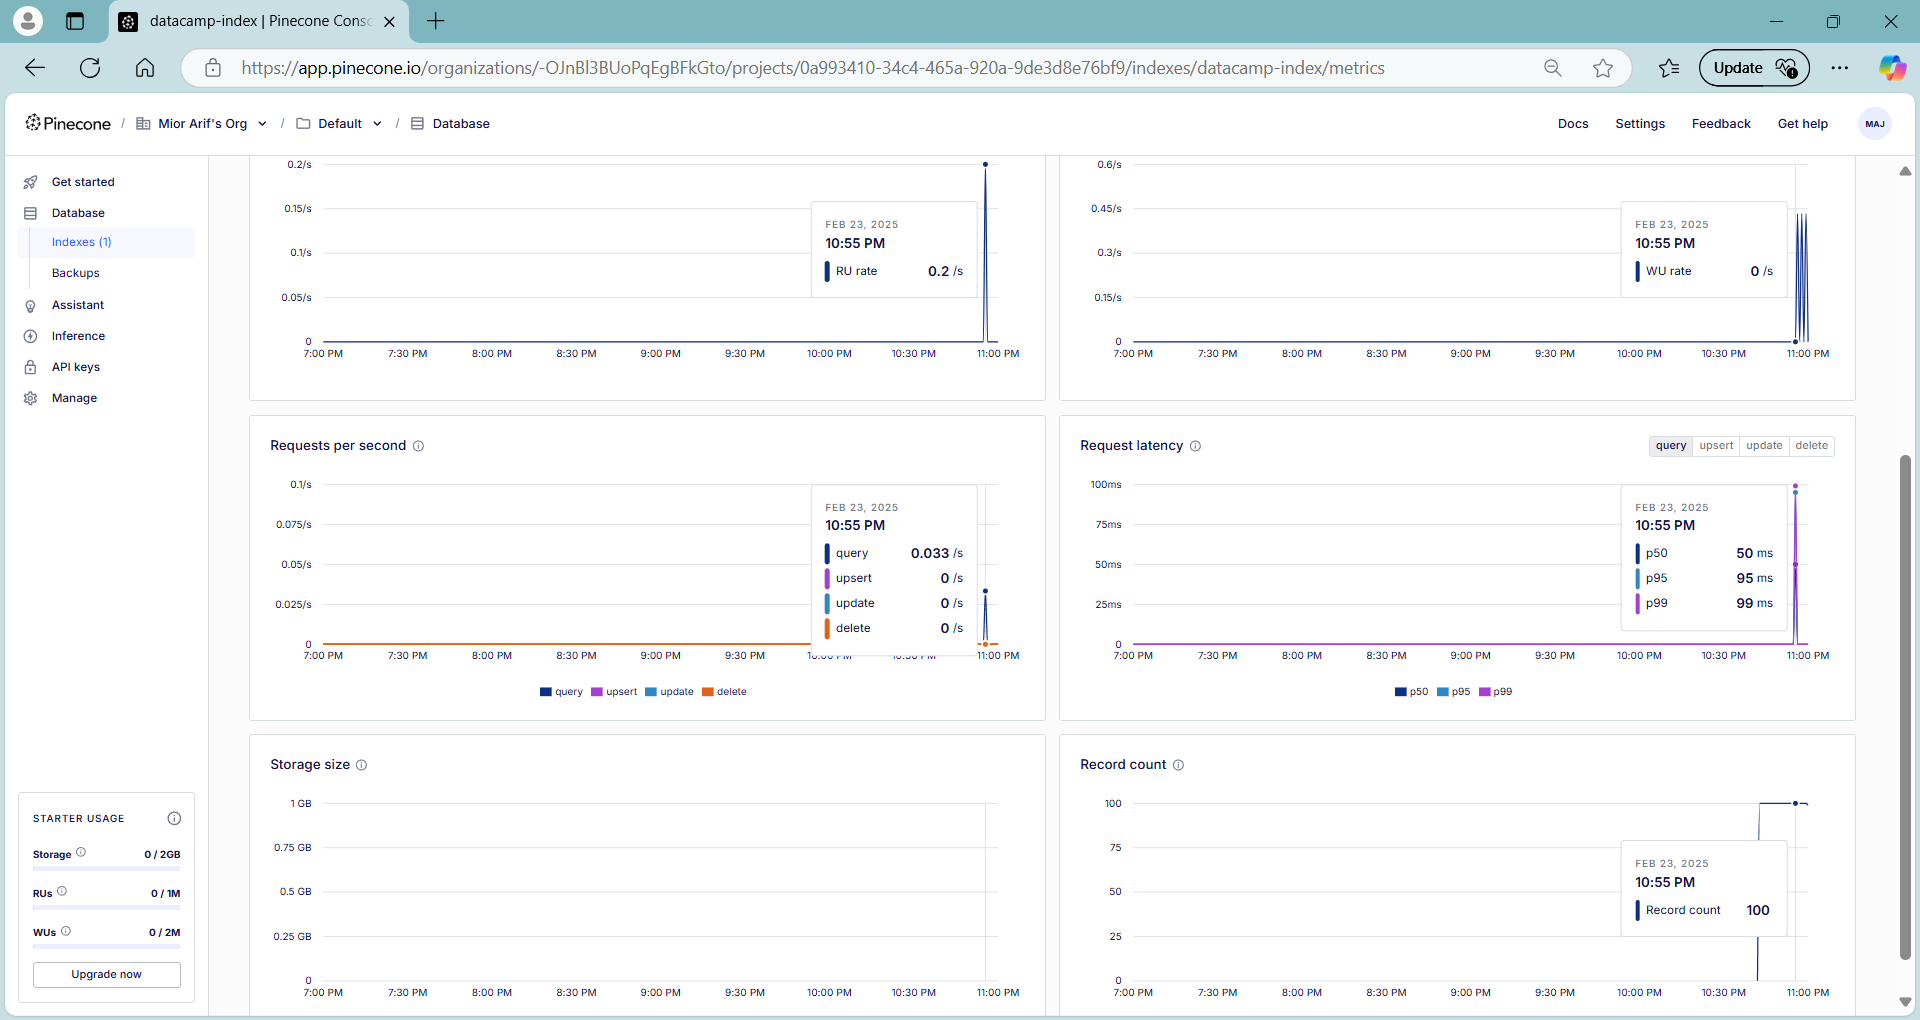 datacamp-index | Pinecone Conso
https://app.pinecone.io/organizations/-OJnBl3BUoPqEgBFkGto/projects/0a993410-34c4-465a-920a-9de3d8e76bf9/indexes/datacamp-index/metrics
Update
Pinecone / Mior Arif's Org / Default / Database
Docs Settings Feedback Get help MAJ
Get started
Database
Indexes (1)
Backups
Assistant
Inference
API keys
Manage
STARTER USAGE
Storage 0 / 2GB
RUs 0 / 1M
WUs 0 / 2M
Upgrade now
0.2/s
0.15/s
0.1/s
0.05/s
0
7:00 PM 7:30 PM 8:00 PM 8:30 PM 9:00 PM 9:30 PM 10:00 PM 10:30 PM 11:00 PM
FEB 23, 2025
10:55 PM
RU rate 0.2 /s
0.6/s
0.45/s
0.3/s
0.15/s
0
7:00 PM 7:30 PM 8:00 PM 8:30 PM 9:00 PM 9:30 PM 10:00 PM 10:30 PM 11:00 PM
FEB 23, 2025
10:55 PM
WU rate 0 /s
Requests per second
0.1/s
0.075/s
0.05/s
0.025/s
0
7:00 PM 7:30 PM 8:00 PM 8:30 PM 9:00 PM 9:30 PM 10:00 PM 10:30 PM 11:00 PM
FEB 23, 2025
10:55 PM
query 0.033 /s
upsert 0 /s
update 0 /s
delete 0 /s
query upsert update delete
Request latency
query upsert update delete
100ms
75ms
50ms
25ms
0
7:00 PM 7:30 PM 8:00 PM 8:30 PM 9:00 PM 9:30 PM 10:00 PM 10:30 PM 11:00 PM
FEB 23, 2025
10:55 PM
p50 50 ms
p95 95 ms
p99 99 ms
p50 p95 p99
Storage size
1 GB
0.75 GB
0.5 GB
0.25 GB
0
7:00 PM 7:30 PM 8:00 PM 8:30 PM 9:00 PM 9:30 PM 10:00 PM 10:30 PM 11:00 PM
Record count
100
75
50
25
0
7:00 PM 7:30 PM 8:00 PM 8:30 PM 9:00 PM 9:30 PM 10:00 PM 10:30 PM 11:00 PM
FEB 23, 2025
10:55 PM
Record count 100